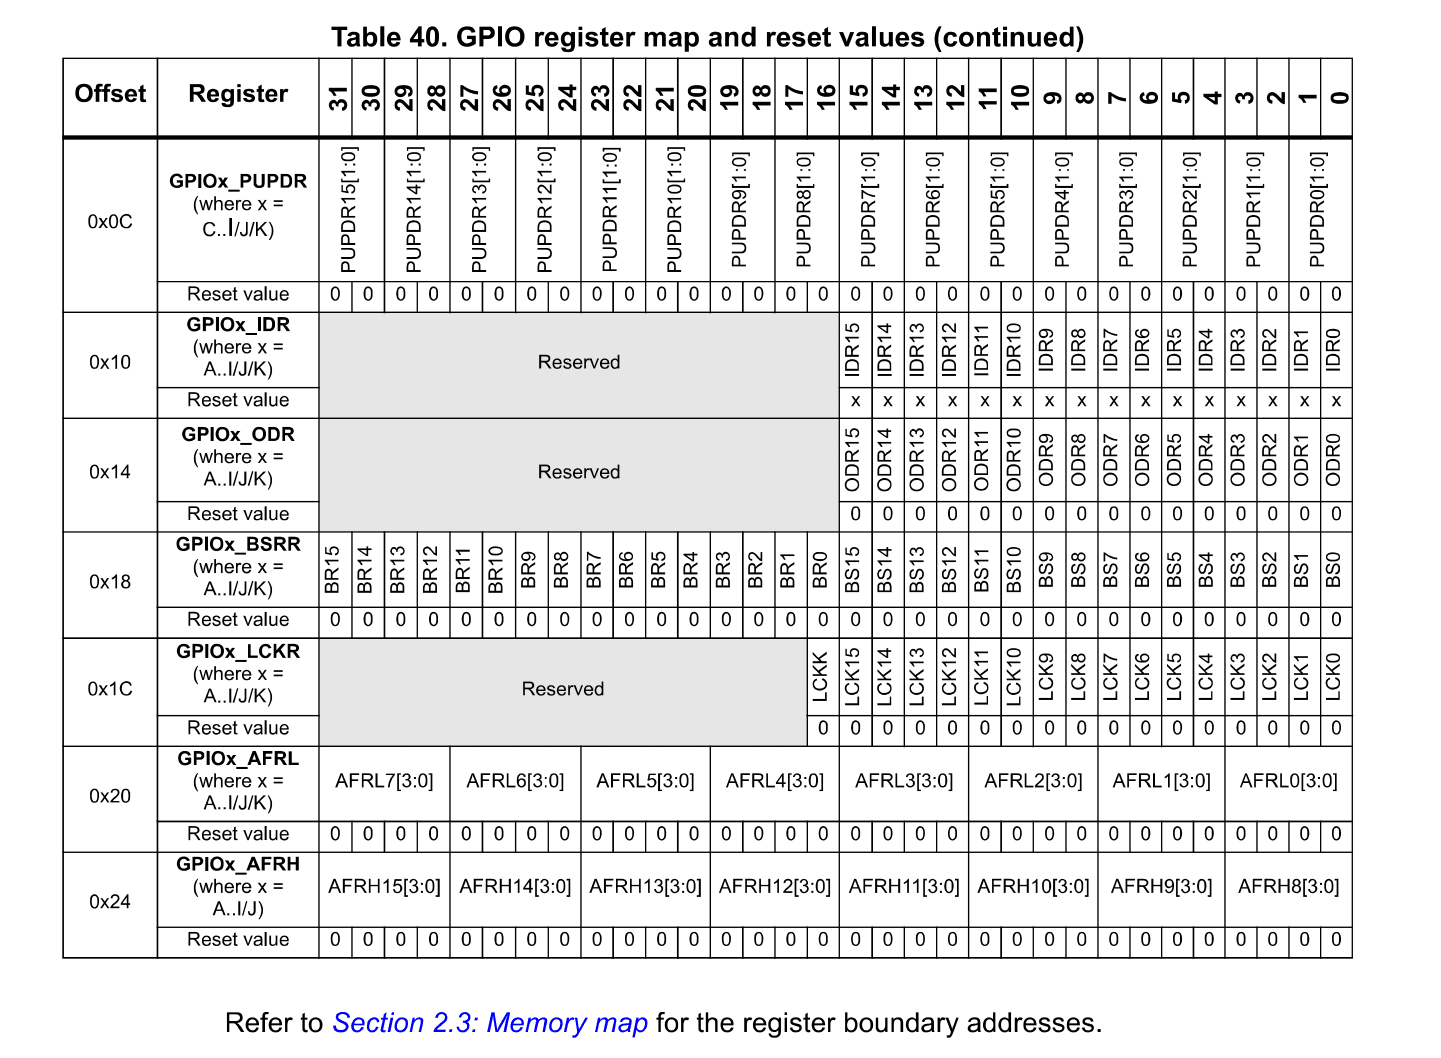 Table 40. GPIO register map and reset values (continued)
Offset Register 31 30 29 28 27 26 25 24 23 22 21 20 19 18 17 16 15 14 13 12 11 10 9 8 7 6 5 4 3 2 1 0
0x0C
GPIOx_PUPDR
(where x =
C..I/J/K)
PUPDR15[1:0] PUPDR14[1:0] PUPDR13[1:0] PUPDR12[1:0] PUPDR11[1:0] PUPDR10[1:0] PUPDR9[1:0] PUPDR8[1:0] PUPDR7[1:0] PUPDR6[1:0] PUPDR5[1:0] PUPDR4[1:0] PUPDR3[1:0] PUPDR2[1:0] PUPDR1[1:0] PUPDR0[1:0]
Reset value 0 0 0 0 0 0 0 0 0 0 0 0 0 0 0 0 0 0 0 0 0 0 0 0 0 0 0 0 0 0 0 0
0x10
GPIOx_IDR
(where x =
A..I/J/K)
Reserved IDR15 IDR14 IDR13 IDR12 IDR11 IDR10 IDR9 IDR8 IDR7 IDR6 IDR5 IDR4 IDR3 IDR2 IDR1 IDR0
Reset value x x x x x x x x x x x x x x x x
0x14
GPIOx_ODR
(where x =
A..I/J/K)
Reserved ODR15 ODR14 ODR13 ODR12 ODR11 ODR10 ODR9 ODR8 ODR7 ODR6 ODR5 ODR4 ODR3 ODR2 ODR1 ODR0
Reset value 0 0 0 0 0 0 0 0 0 0 0 0 0 0 0 0
0x18
GPIOx_BSRR
(where x =
A..I/J/K)
BR15 BR14 BR13 BR12 BR11 BR10 BR9 BR8 BR7 BR6 BR5 BR4 BR3 BR2 BR1 BR0 BS15 BS14 BS13 BS12 BS11 BS10 BS9 BS8 BS7 BS6 BS5 BS4 BS3 BS2 BS1 BS0
Reset value 0 0 0 0 0 0 0 0 0 0 0 0 0 0 0 0 0 0 0 0 0 0 0 0 0 0 0 0 0 0 0 0
0x1C
GPIOx_LCKR
(where x =
A..I/J/K)
Reserved LCKK LCK15 LCK14 LCK13 LCK12 LCK11 LCK10 LCK9 LCK8 LCK7 LCK6 LCK5 LCK4 LCK3 LCK2 LCK1 LCK0
Reset value 0 0 0 0 0 0 0 0 0 0 0 0 0 0 0 0 0
0x20
GPIOx_AFRL
(where x =
A..I/J/K)
AFRL7[3:0] AFRL6[3:0] AFRL5[3:0] AFRL4[3:0] AFRL3[3:0] AFRL2[3:0] AFRL1[3:0] AFRL0[3:0]
Reset value 0 0 0 0 0 0 0 0 0 0 0 0 0 0 0 0 0 0 0 0 0 0 0 0 0 0 0 0 0 0 0 0
0x24
GPIOx_AFRH
(where x =
A..I/J)
AFRH15[3:0] AFRH14[3:0] AFRH13[3:0] AFRH12[3:0] AFRH11[3:0] AFRH10[3:0] AFRH9[3:0] AFRH8[3:0]
Reset value 0 0 0 0 0 0 0 0 0 0 0 0 0 0 0 0 0 0 0 0 0 0 0 0 0 0 0 0 0 0 0 0
Refer to Section 2.3: Memory map for the register boundary addresses.